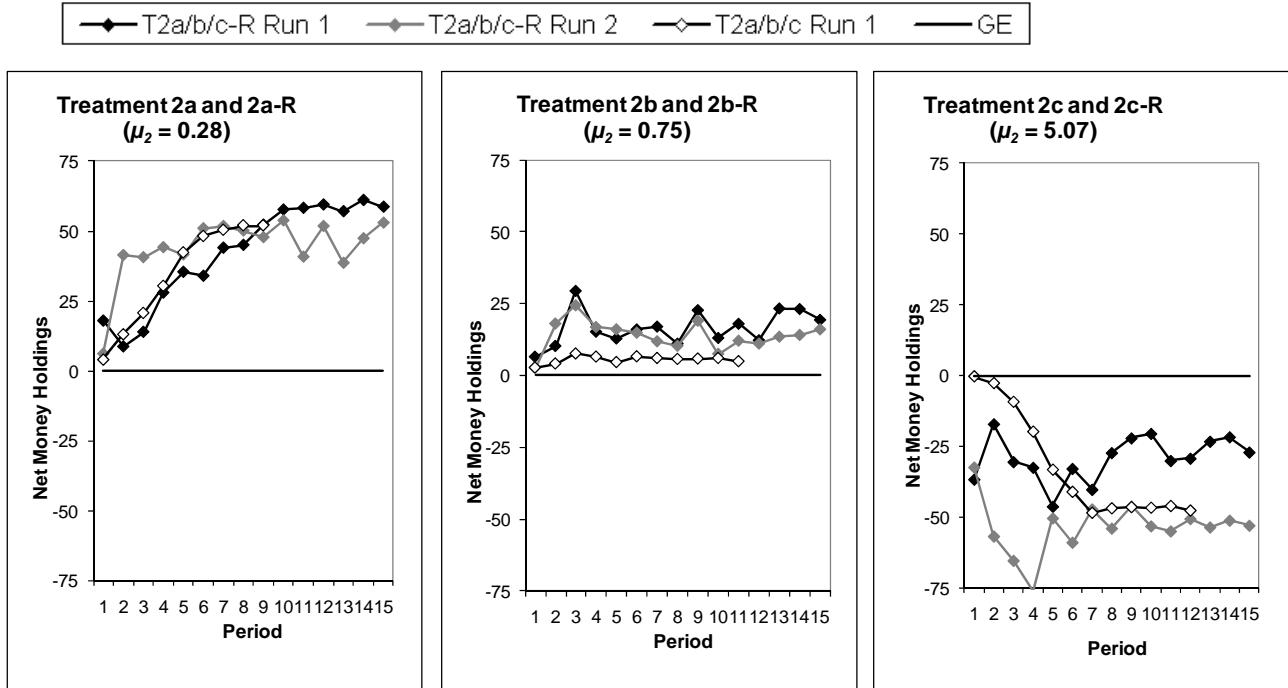 T2a/b/c-R Run 1 T2a/b/c-R Run 2 T2a/b/c Run 1 GE
Treatment 2a and 2a-R
(μ2 = 0.28)
75
50
25
0
-25
-50
-75
Net Money Holdings
1 2 3 4 5 6 7 8 9 10 11 12 13 14 15
Period
Treatment 2b and 2b-R
(μ2 = 0.75)
75
50
25
0
-25
-50
-75
Net Money Holdings
1 2 3 4 5 6 7 8 9 10 11 12 13 14 15
Period
Treatment 2c and 2c-R
(μ2 = 5.07)
75
50
25
0
-25
-50
-75
Net Money Holdings
1 2 3 4 5 6 7 8 9 10 11 12 13 14 15
Period